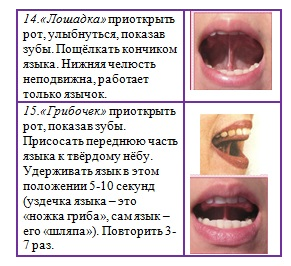 14.«Лошадка» приоткрыть
рот, улыбнуться, показав
зубы. Пощёлкать кончиком
языка. Нижняя челюсть
неподвижна, работает
только язычок.
15.«Грибочек» приоткрыть
рот, показав зубы.
Присосать переднюю часть
языка к твёрдому нёбу.
Удерживать язык в этом
положении 5-10 секунд
(уздечка языка – это
«ножка гриба», сам язык –
его «шляпа»). Повторить 3-
7 раз.